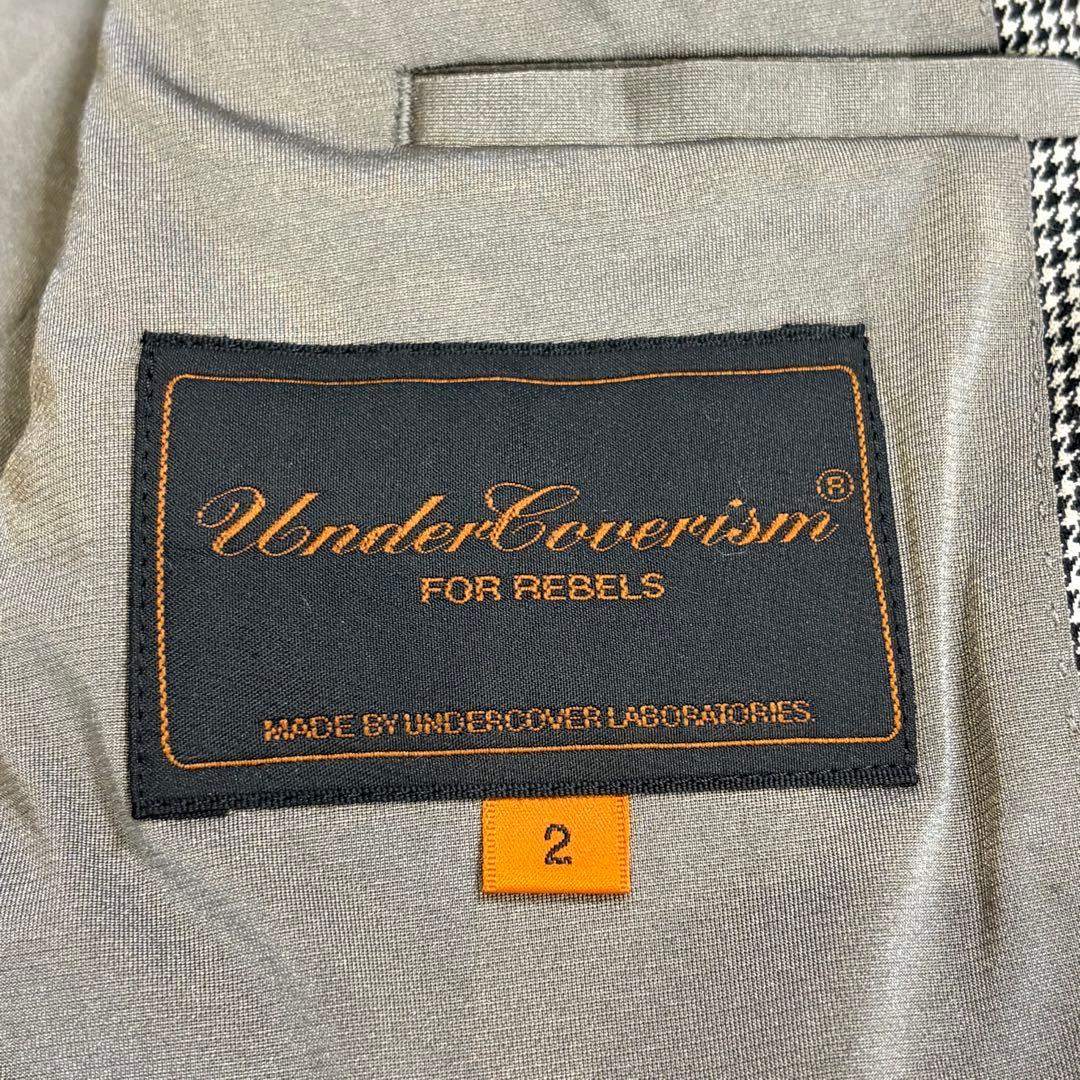 UnderCoverism®
FOR REBELS
MADE BY UNDERCOVER LABORATORIES.
2